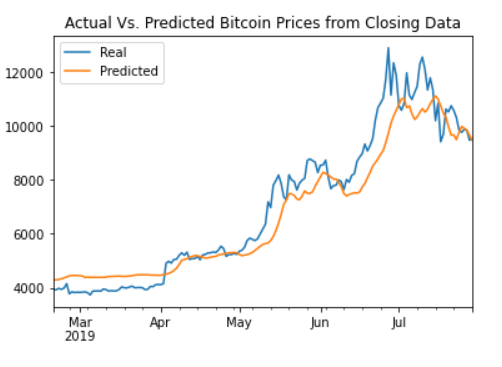 Actual Vs. Predicted Bitcoin Prices from Closing Data
Real
Predicted
12000
10000
8000
6000
4000
Mar
2019
Apr
May
Jun
Jul